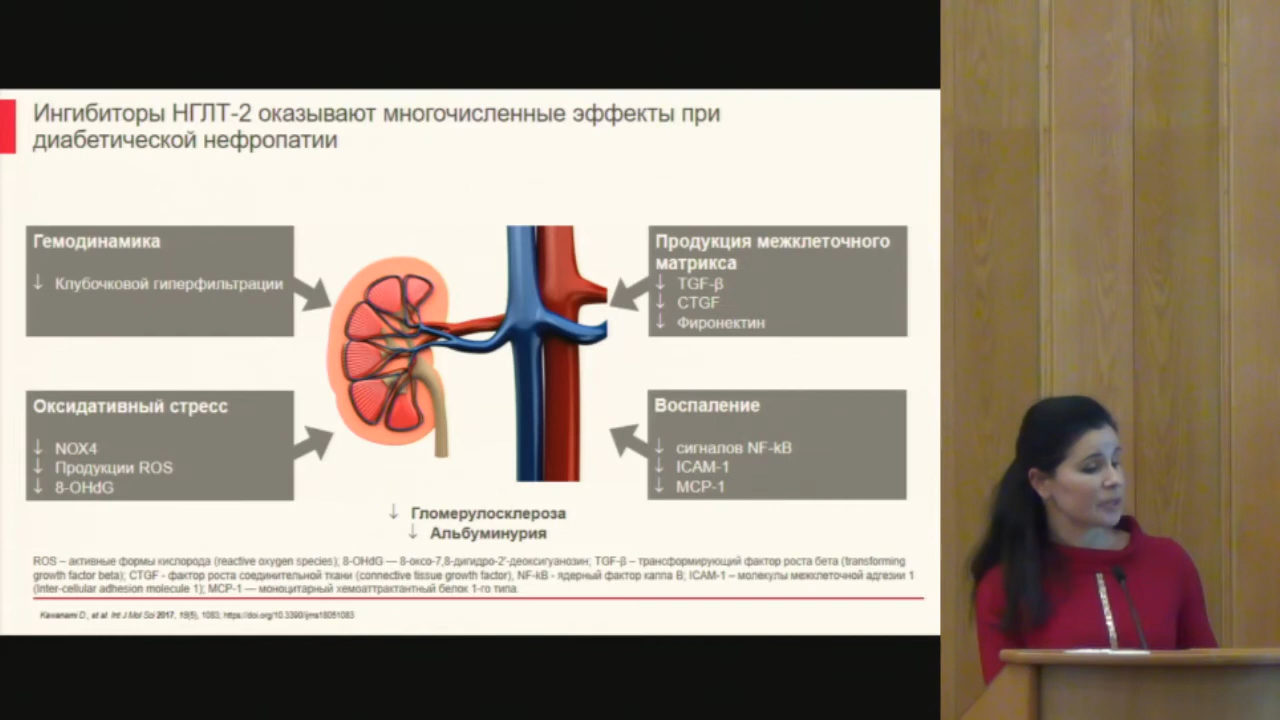 Ингибиторы НГЛТ-2 оказывают многочисленные эффекты при
диабетической нефропатии
Гемодинамика
↓ Клубочковой гиперфильтрации
Продукция межклеточного
матрикса
↓ TGF-β
↓ CTGF
↓ Фиронектин
Оксидативный стресс
↓ NOX4
↓ Продукции ROS
↓ 8-OHdG
Воспаление
↓ сигналов NF-kB
↓ ICAM-1
↓ MCP-1
↓ Гломерулосклероза
↓ Альбуминурия
ROS – активные формы кислорода (reactive oxygen species); 8-OHdG — 8-оксо-7,8-дигидро-2'-деоксигуанозин; TGF-β – трансформирующий фактор роста бета (transforming
growth factor beta); CTGF - фактор роста соединительной ткани (connective tissue growth factor), NF-kB - ядерный фактор каппа B; ICAM-1 – молекулы межклеточной адгезии 1
(Inter-cellular adhesion molecule 1); MCP-1 — моноцитарный хемоаттрактантный белок 1-го типа.
Kawanami D., et al. Int J Mol Sci 2017, 18(5), 1083; https://doi.org/10.3390/ijms18051083